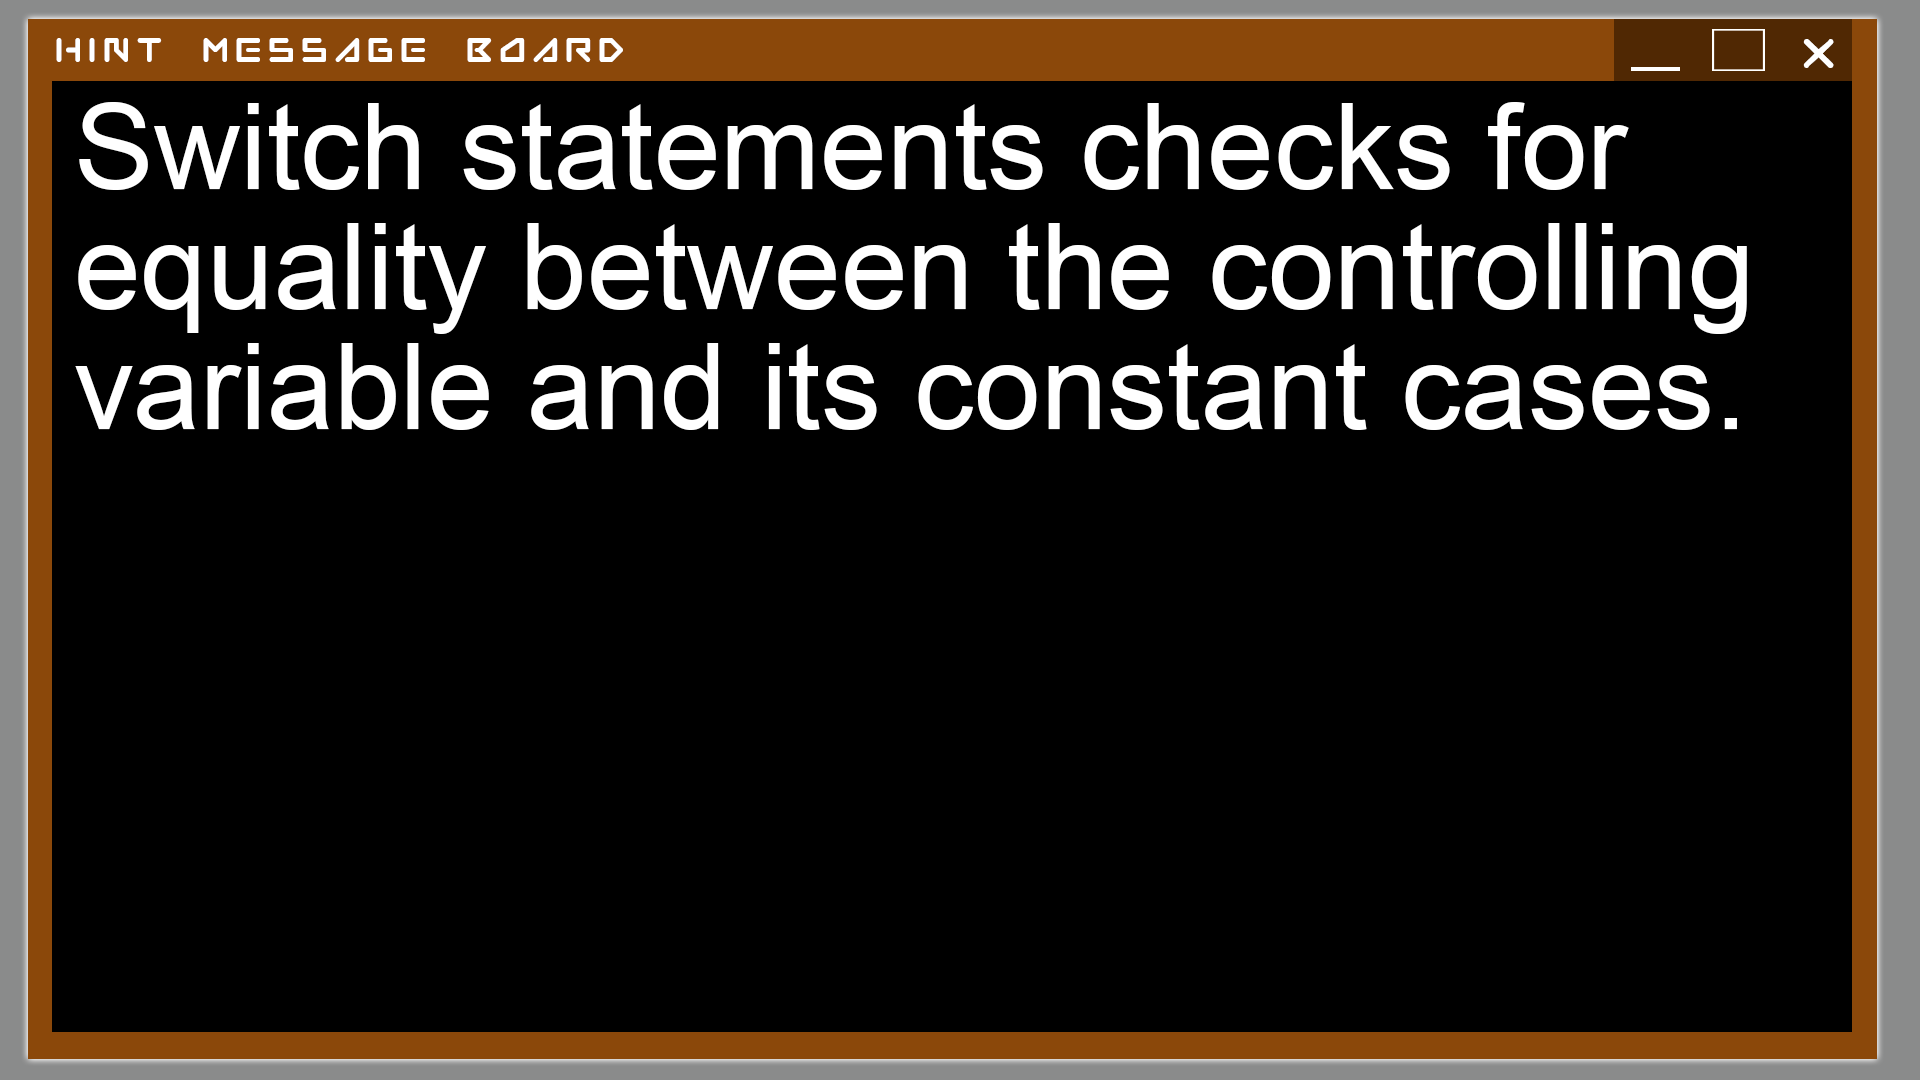 HINT MESSAGE BOARD
Switch statements checks for
equality between the controlling
variable and its constant cases.